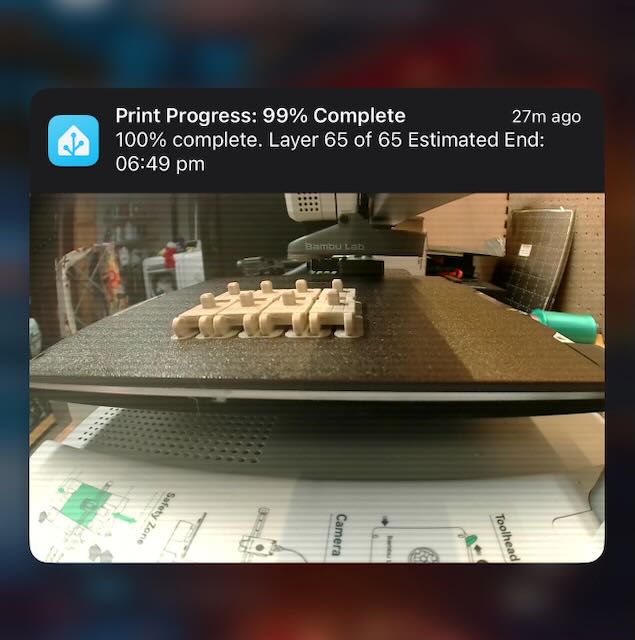 Print Progress: 99% Complete
27m ago
100% complete. Layer 65 of 65 Estimated End:
06:49 pm
Bambu Lab
Safety Zone
Camera
Toolhead